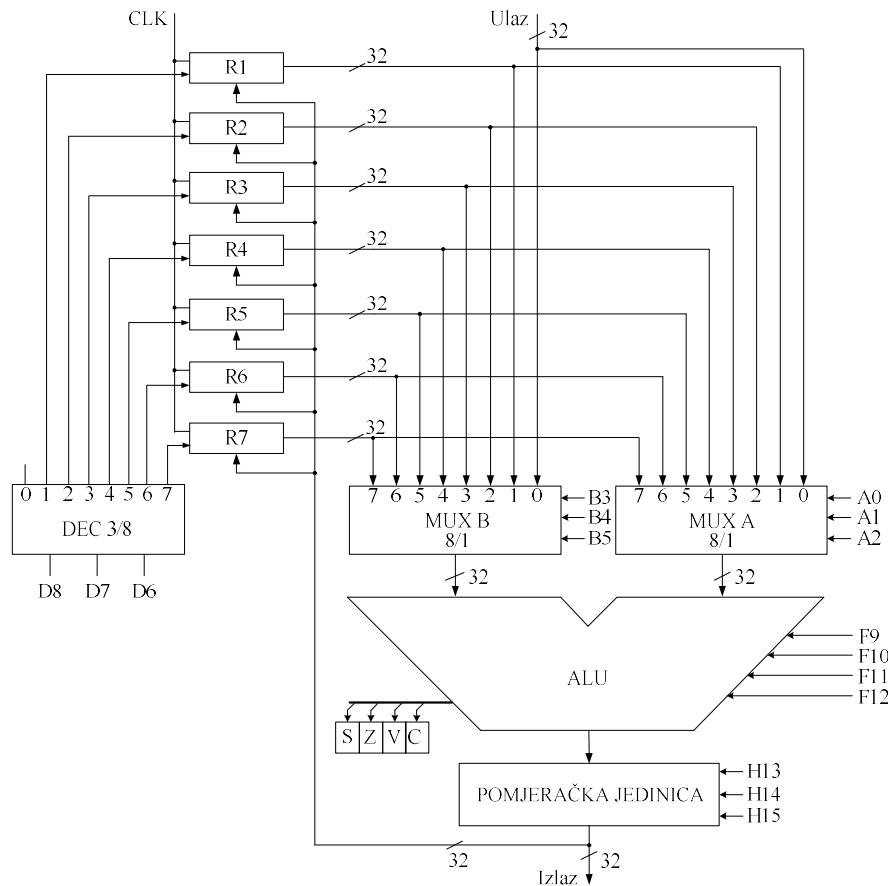 CLK
Ulaz
32
R1
32
R2
32
R3
32
R4
32
R5
32
R6
32
R7
32
0 1 2 3 4 5 6 7
DEC 3/8
D8 D7 D6
7 6 5 4 3 2 1 0
MUX B
8/1
B3
B4
B5
7 6 5 4 3 2 1 0
MUX A
8/1
A0
A1
A2
32
32
ALU
F9
F10
F11
F12
S Z V C
POMJERAČKA JEDINICA
H13
H14
H15
32
32
Izlaz